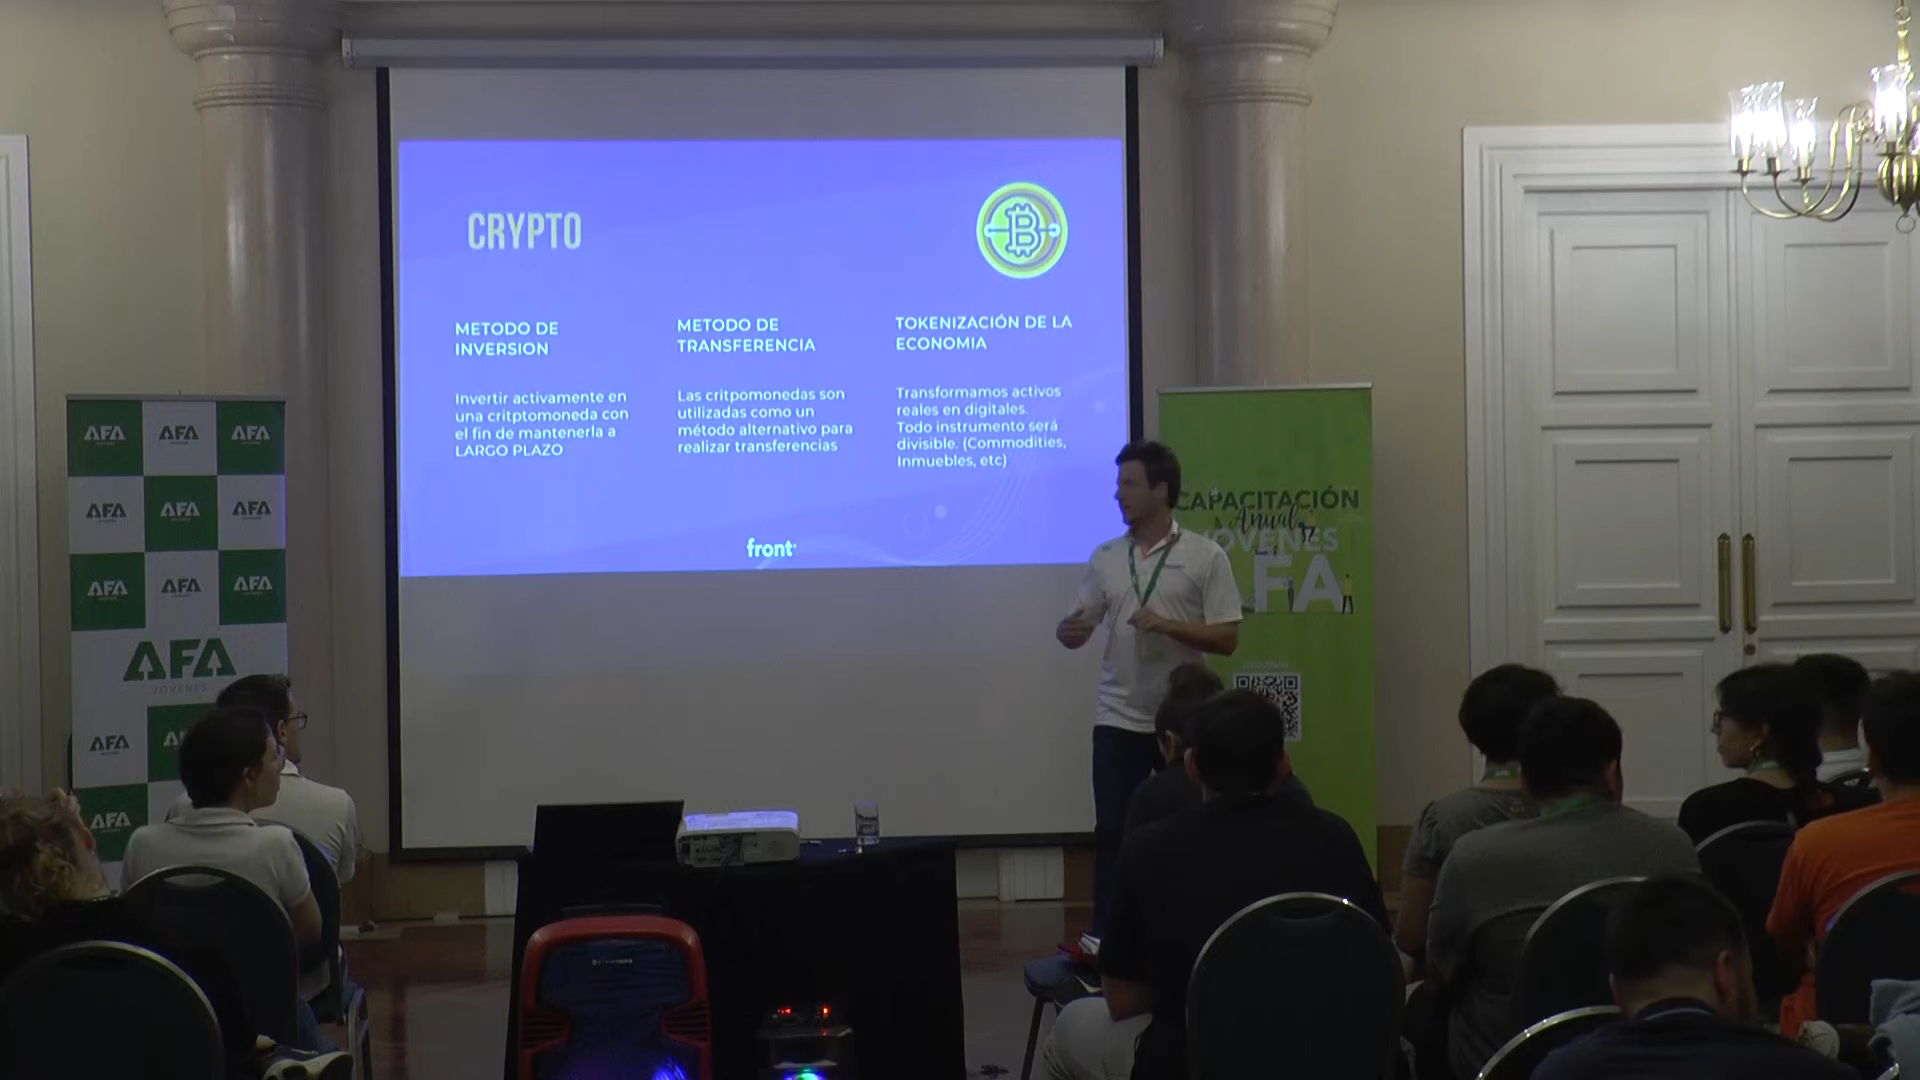 CRYPTO
METODO DE
INVERSION
Invertir activamente en
una critptomoneda con
el fin de mantenerla a
LARGO PLAZO
METODO DE
TRANSFERENCIA
Las critpomonedas son
utilizadas como un
método alternativo para
realizar transferencias
TOKENIZACIÓN DE LA
ECONOMIA
Transformamos activos
reales en digitales.
Todo instrumento será
divisible. (Commodities,
Inmuebles, etc)
front
AFA AFA AFA
AFA AFA AFA
AFA AFA AFA
AFA
JOVENES
AFA
AFA
CAPACITACIÓN
Anual
JOVENES
AFA